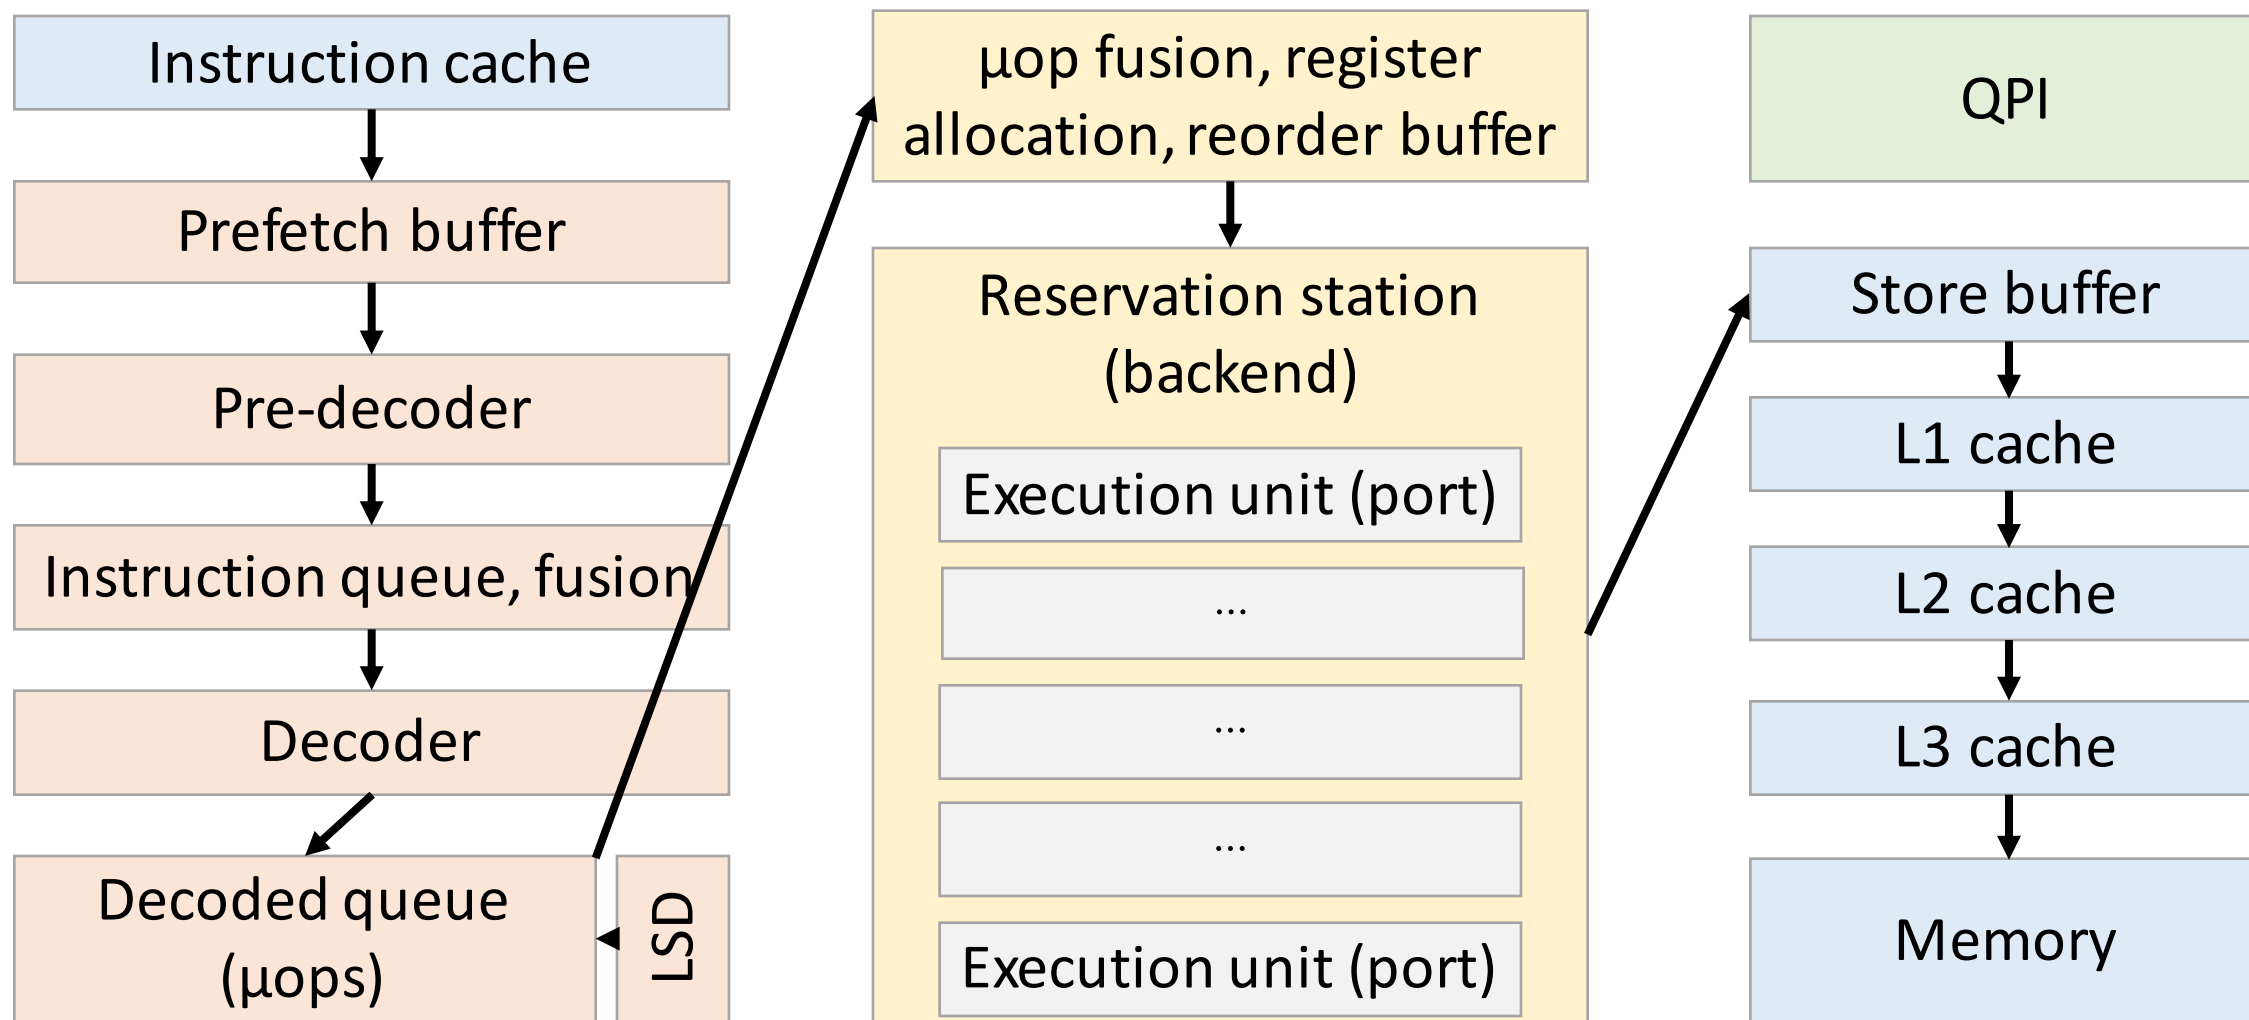 Instruction cache
Prefetch buffer
Pre-decoder
Instruction queue, fusion
Decoder
Decoded queue
(µops)
LSD
µop fusion, register
allocation, reorder buffer
Reservation station
(backend)
Execution unit (port)
...
...
...
Execution unit (port)
QPI
Store buffer
L1 cache
L2 cache
L3 cache
Memory